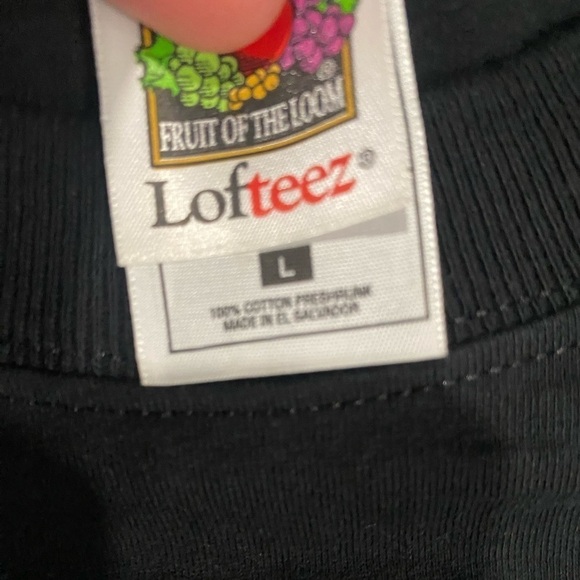 ®
FRUIT OF THE LOOM
Lofteez®
L
100% COTTON PRESHRUNK
MADE IN EL SALVADOR